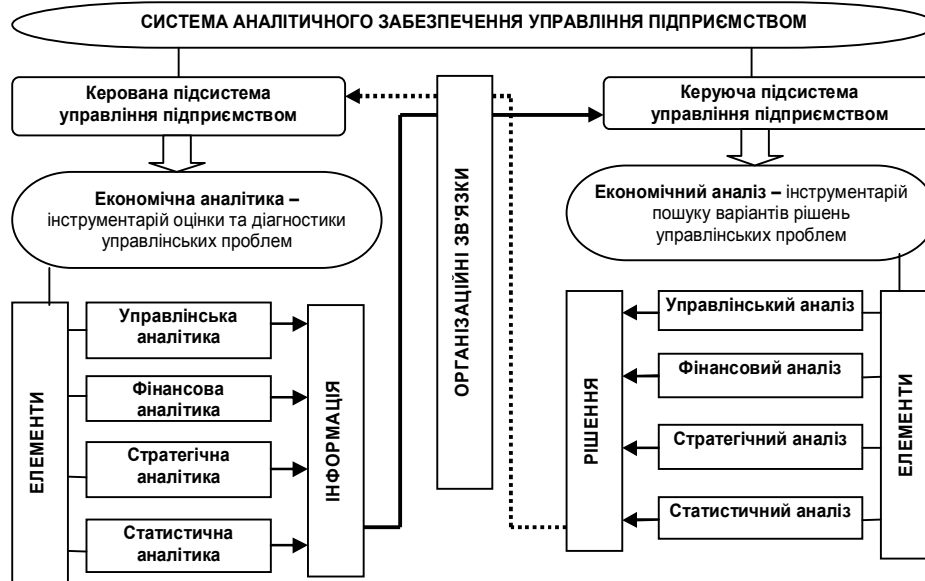 СИСТЕМА АНАЛІТИЧНОГО ЗАБЕЗПЕЧЕННЯ УПРАВЛІННЯ ПІДПРИЄМСТВОМ
Керована підсистема
управління підприємством
Економічна аналітика –
інструментарій оцінки та діагностики
управлінських проблем
ЕЛЕМЕНТИ
Управлінська
аналітика
Фінансова
аналітика
Стратегічна
аналітика
Статистична
аналітика
ІНФОРМАЦІЯ
ОРГАНІЗАЦІЙНІ ЗВ'ЯЗКИ
Керуюча підсистема
управління підприємством
Економічний аналіз – інструментарій
пошуку варіантів рішень
управлінських проблем
РІШЕННЯ
Управлінський аналіз
Фінансовий аналіз
Стратегічний аналіз
Статистичний аналіз
ЕЛЕМЕНТИ